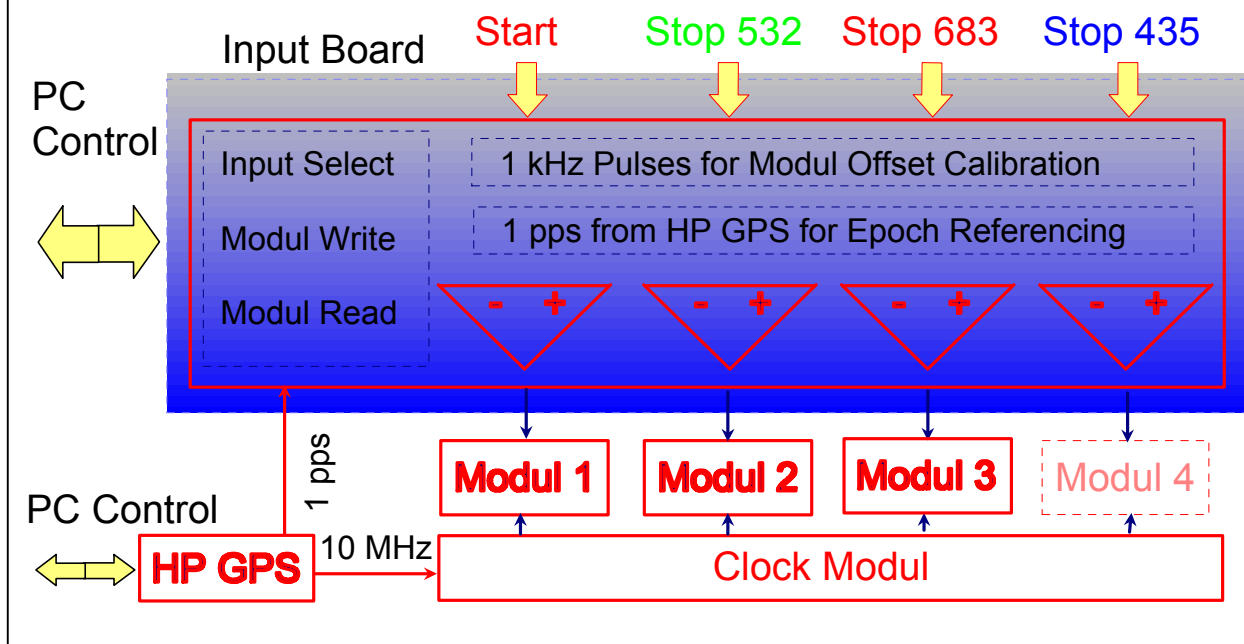 Input Board
Start
Stop 532
Stop 683
Stop 435
PC
Control
Input Select
Modul Write
Modul Read
1 kHz Pulses for Modul Offset Calibration
1 pps from HP GPS for Epoch Referencing
- +
- +
- +
- +
1 pps
Modul 1
Modul 2
Modul 3
Modul 4
PC Control
HP GPS
10 MHz
Clock Modul